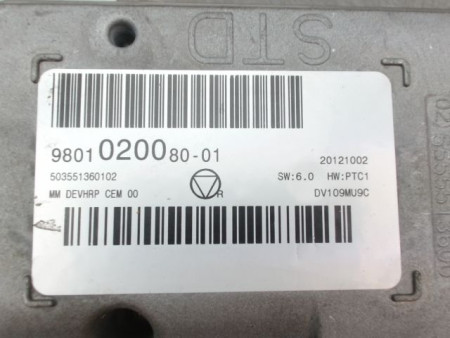 STD
9801020080-01
20121002
503551360102
SW:6.0 HW:PTC1
MM DEVHRP CEM 00
R
DV109MU9C